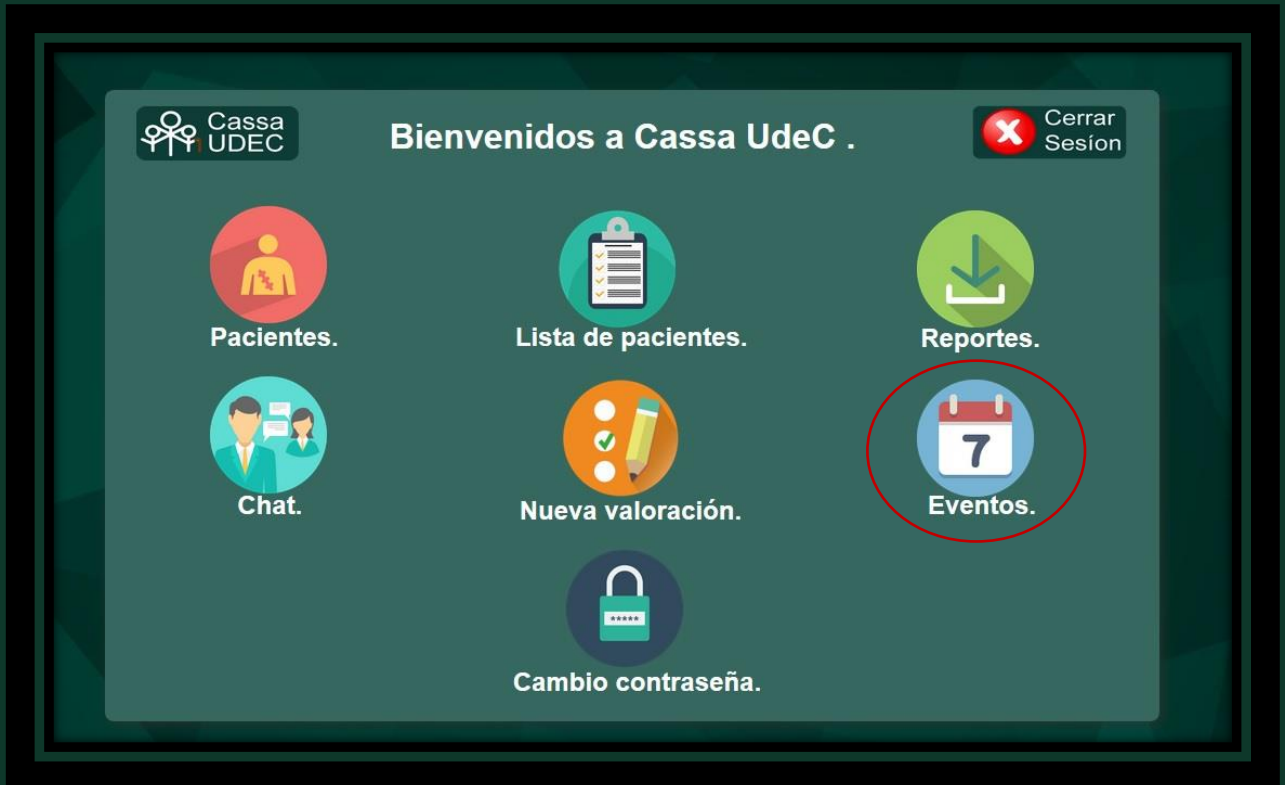 Cassa
UDEC
Bienvenidos a Cassa UdeC .
Cerrar
Sesíon
Pacientes.
Lista de pacientes.
Reportes.
7
Chat.
Nueva valoración.
Eventos.
*****
Cambio contraseña.